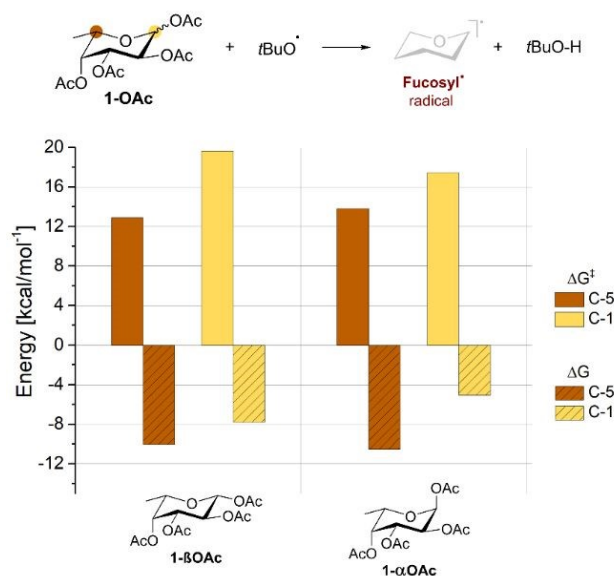 OAc
O
OAc
AcO
OAc
AcO
1-OAc
+
tBuO•
O
]•
Fucosyl•
radical
+
tBuO-H
Energy [kcal/mol-1]
20
16
12
8
4
0
-4
-8
-12
ΔG‡
C-5
C-1
ΔG
C-5
C-1
O
OAc
OAc
OAc
AcO
1-ßOAc
O
OAc
OAc
OAc
AcO
1-αOAc